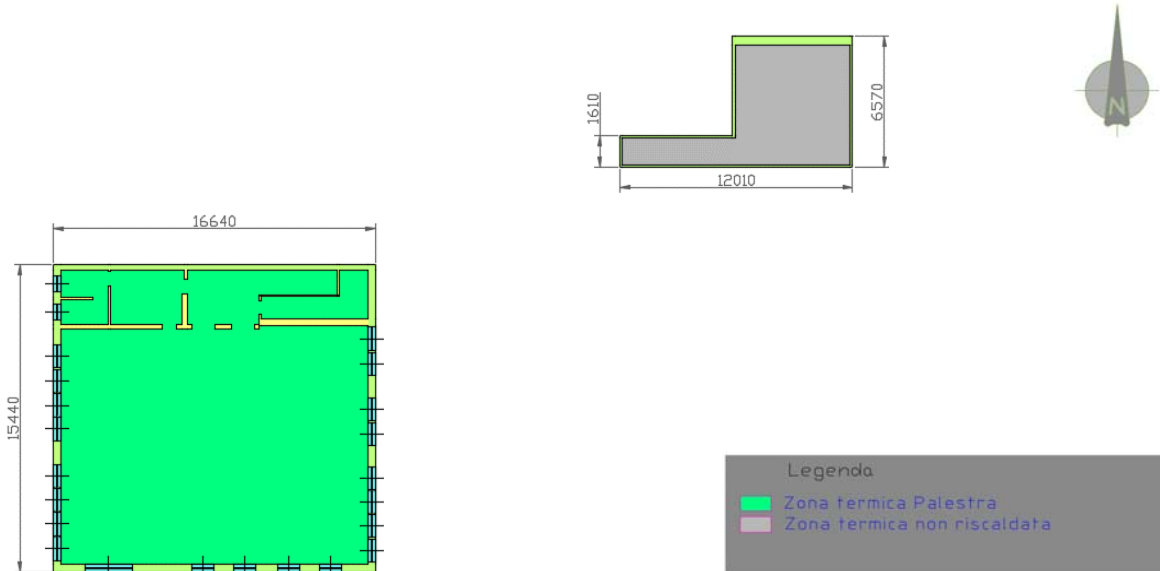 1610
6570
N
12010
16640
15440
Legenda
Zona termica Palestra
Zona termica non riscaldata